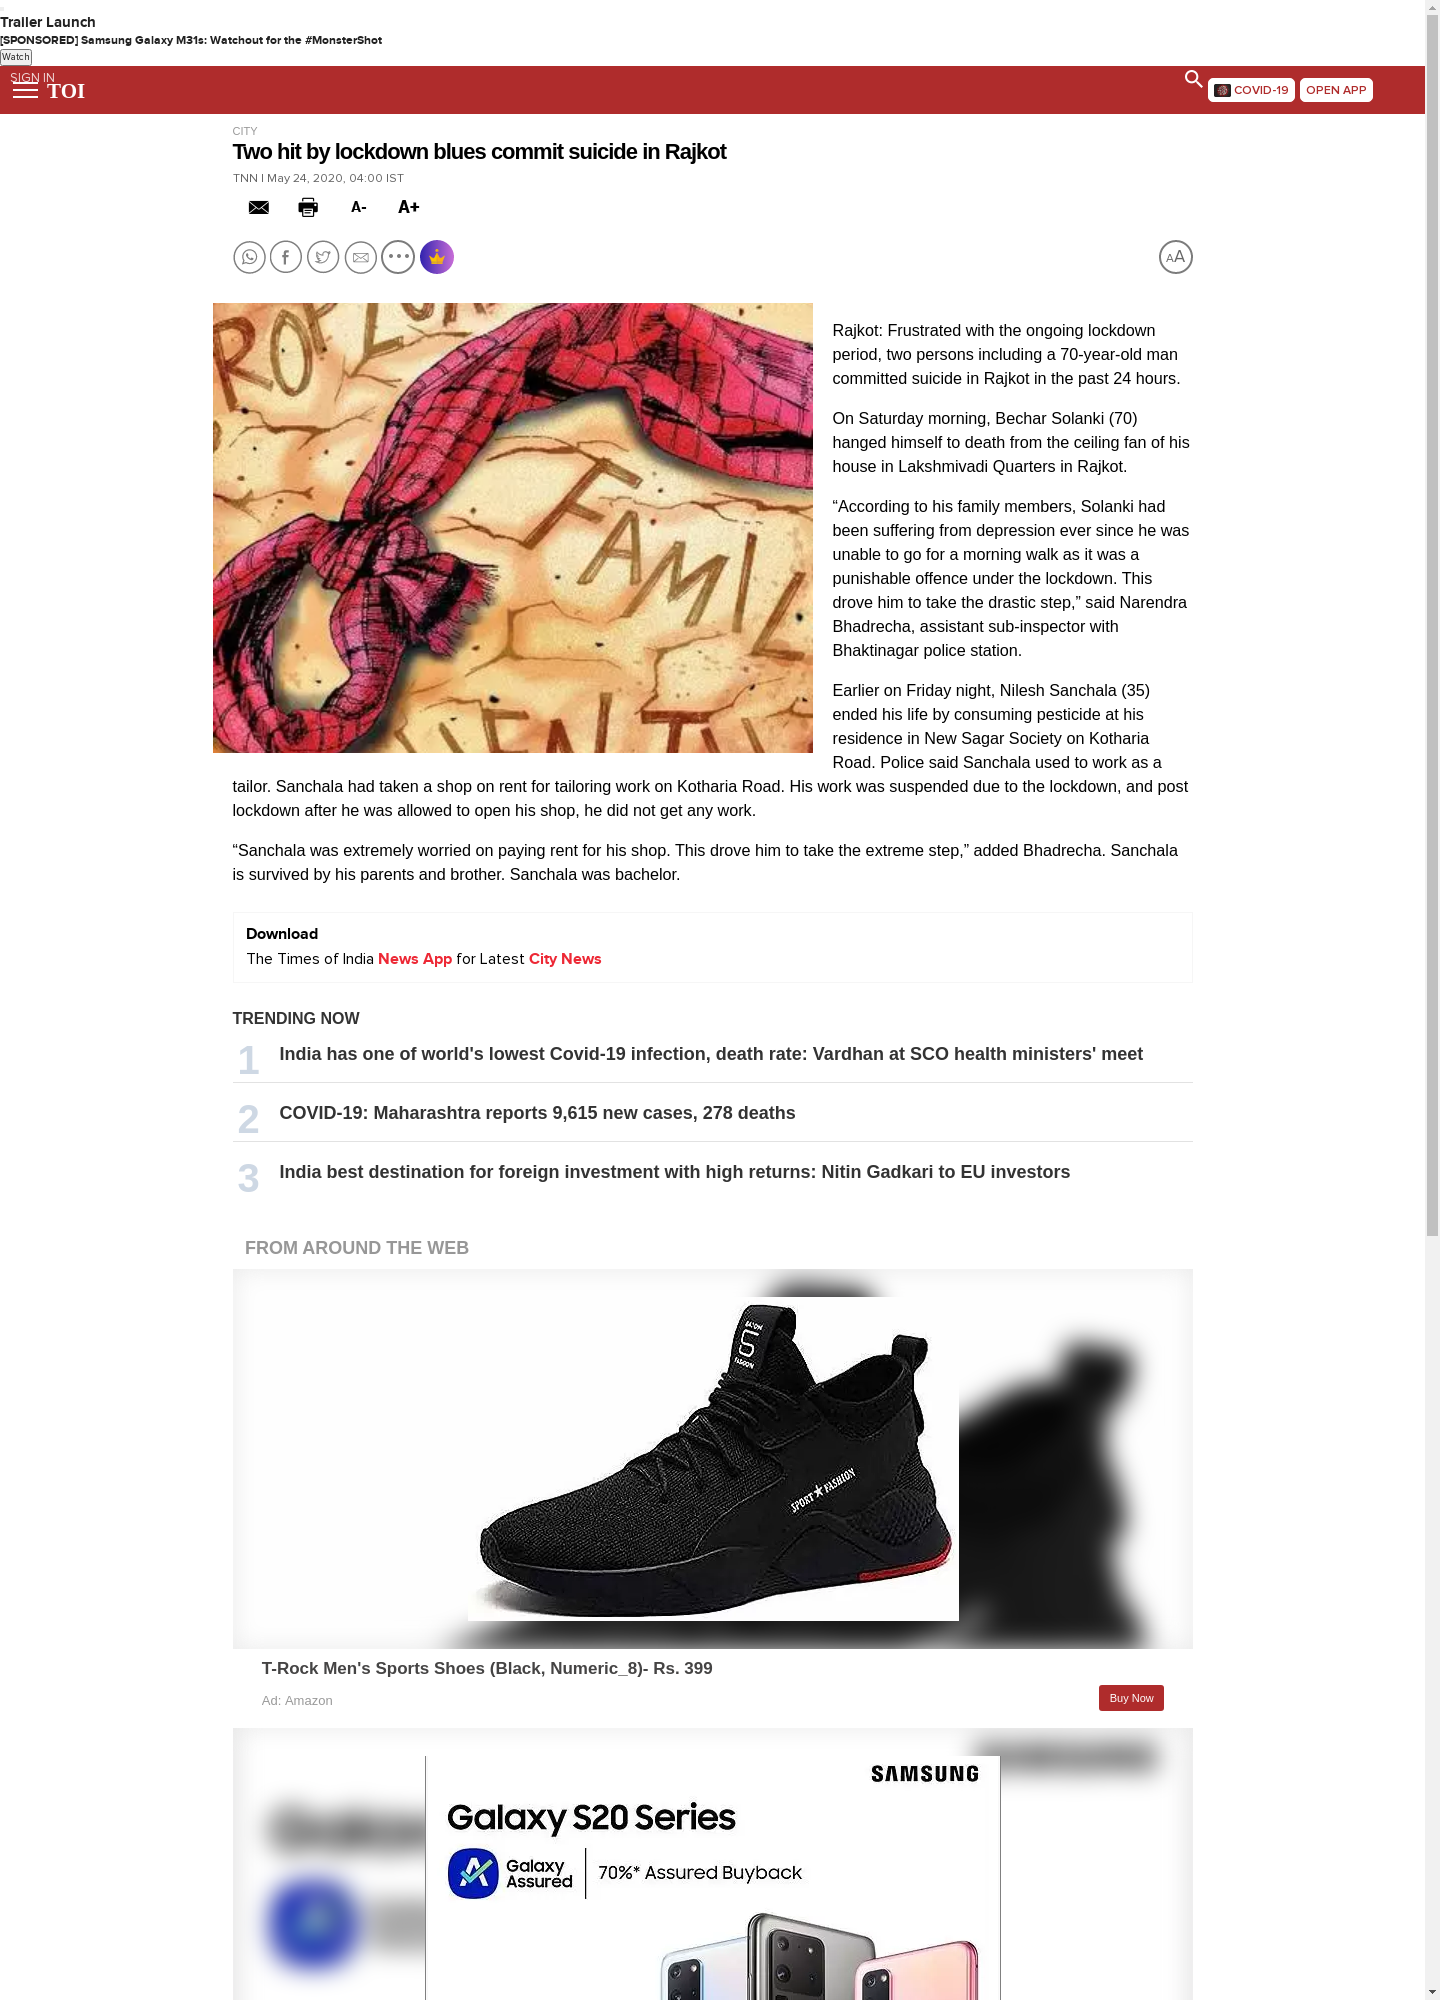 Trailer Launch
[SPONSORED] Samsung Galaxy M31s: Watchout for the #MonsterShot
Watch
SIGN IN
TOI
COVID-19
OPEN APP
CITY
Two hit by lockdown blues commit suicide in Rajkot
TNN | May 24, 2020, 04:00 IST
A-
A+
AA
ROP
FAMIL
Rajkot: Frustrated with the ongoing lockdown
period, two persons including a 70-year-old man
committed suicide in Rajkot in the past 24 hours.
On Saturday morning, Bechar Solanki (70)
hanged himself to death from the ceiling fan of his
house in Lakshmivadi Quarters in Rajkot.
“According to his family members, Solanki had
been suffering from depression ever since he was
unable to go for a morning walk as it was a
punishable offence under the lockdown. This
drove him to take the drastic step,” said Narendra
Bhadrecha, assistant sub-inspector with
Bhaktinagar police station.
Earlier on Friday night, Nilesh Sanchala (35)
ended his life by consuming pesticide at his
residence in New Sagar Society on Kotharia
Road. Police said Sanchala used to work as a
tailor. Sanchala had taken a shop on rent for tailoring work on Kotharia Road. His work was suspended due to the lockdown, and post
lockdown after he was allowed to open his shop, he did not get any work.
“Sanchala was extremely worried on paying rent for his shop. This drove him to take the extreme step,” added Bhadrecha. Sanchala
is survived by his parents and brother. Sanchala was bachelor.
Download
The Times of India News App for Latest City News
TRENDING NOW
1 India has one of world's lowest Covid-19 infection, death rate: Vardhan at SCO health ministers' meet
2 COVID-19: Maharashtra reports 9,615 new cases, 278 deaths
3 India best destination for foreign investment with high returns: Nitin Gadkari to EU investors
FROM AROUND THE WEB
FASHION
SPORT★FASHION
T-Rock Men's Sports Shoes (Black, Numeric_8)- Rs. 399
Ad: Amazon
Buy Now
SAMSUNG
Galaxy S20 Series
Galaxy
Assured
70%* Assured Buyback